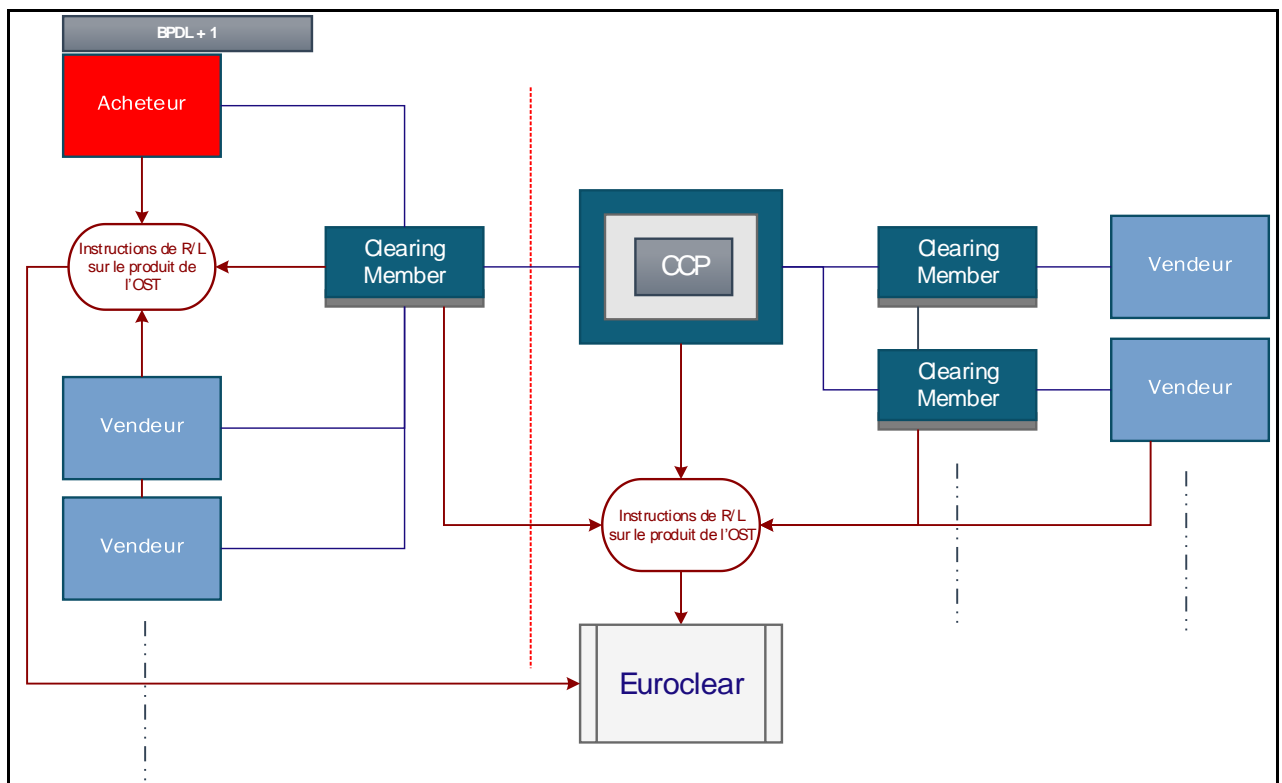 BPDL + 1
Acheteur
Instructions de R/L
sur le produit de
l'OST
Clearing
Member
CCP
Clearing
Member
Vendeur
Clearing
Member
Vendeur
Vendeur
Vendeur
Instructions de R/L
sur le produit de l'OST
Euroclear